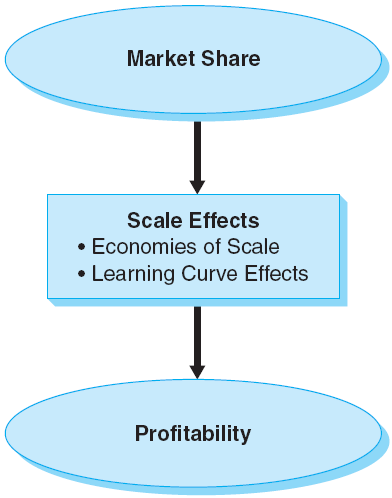 Market Share
Scale Effects
• Economies of Scale
• Learning Curve Effects
Profitability